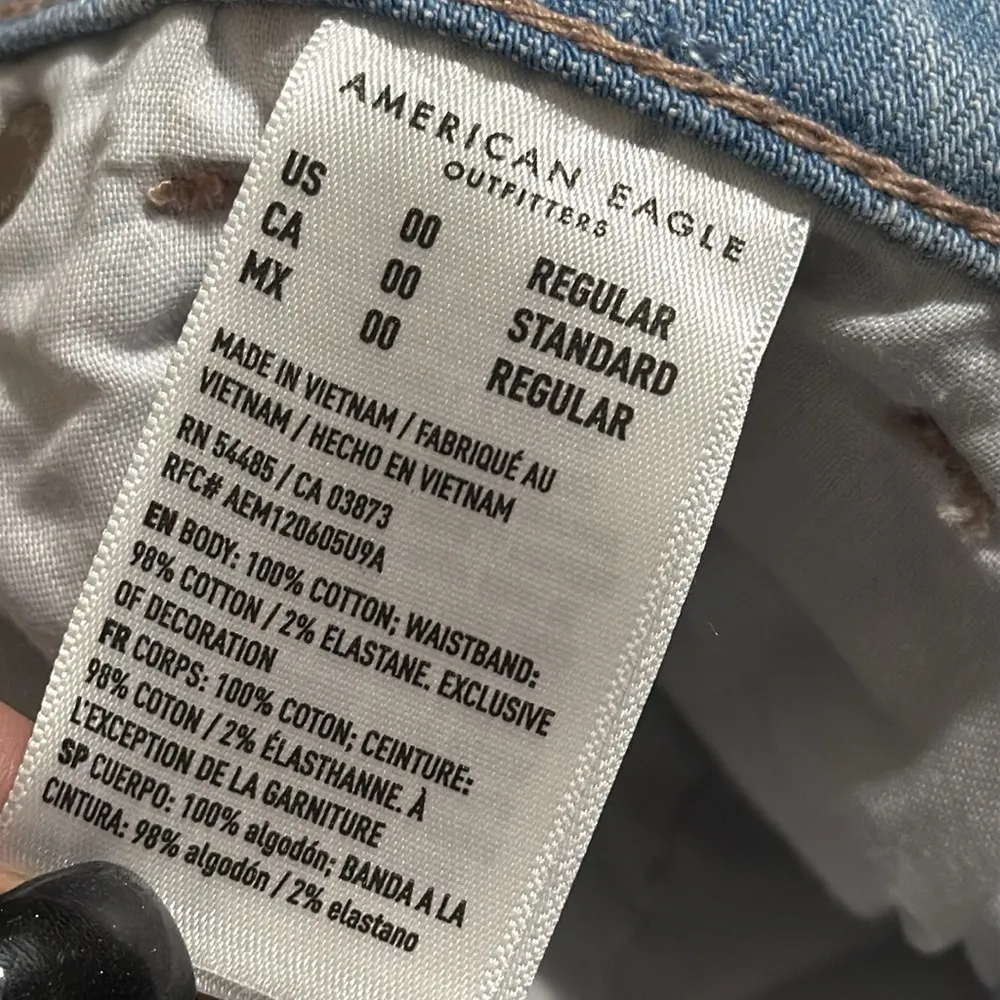 AMERICAN EAGLE
OUTFITTERS
US 00 REGULAR
CA 00 STANDARD
MX 00 REGULAR
MADE IN VIETNAM / FABRIQUÉ AU
VIETNAM / HECHO EN VIETNAM
RN 54485 / CA 03873
RFC# AEM120605U9A
EN BODY: 100% COTTON; WAISTBAND:
98% COTTON / 2% ELASTANE. EXCLUSIVE
OF DECORATION
FR CORPS: 100% COTON; CEINTURE:
98% COTON / 2% ÉLASTHANNE. À
L'EXCEPTION DE LA GARNITURE
SP CUERPO: 100% algodón; BANDA A LA
CINTURA: 98% algodón / 2% elastano